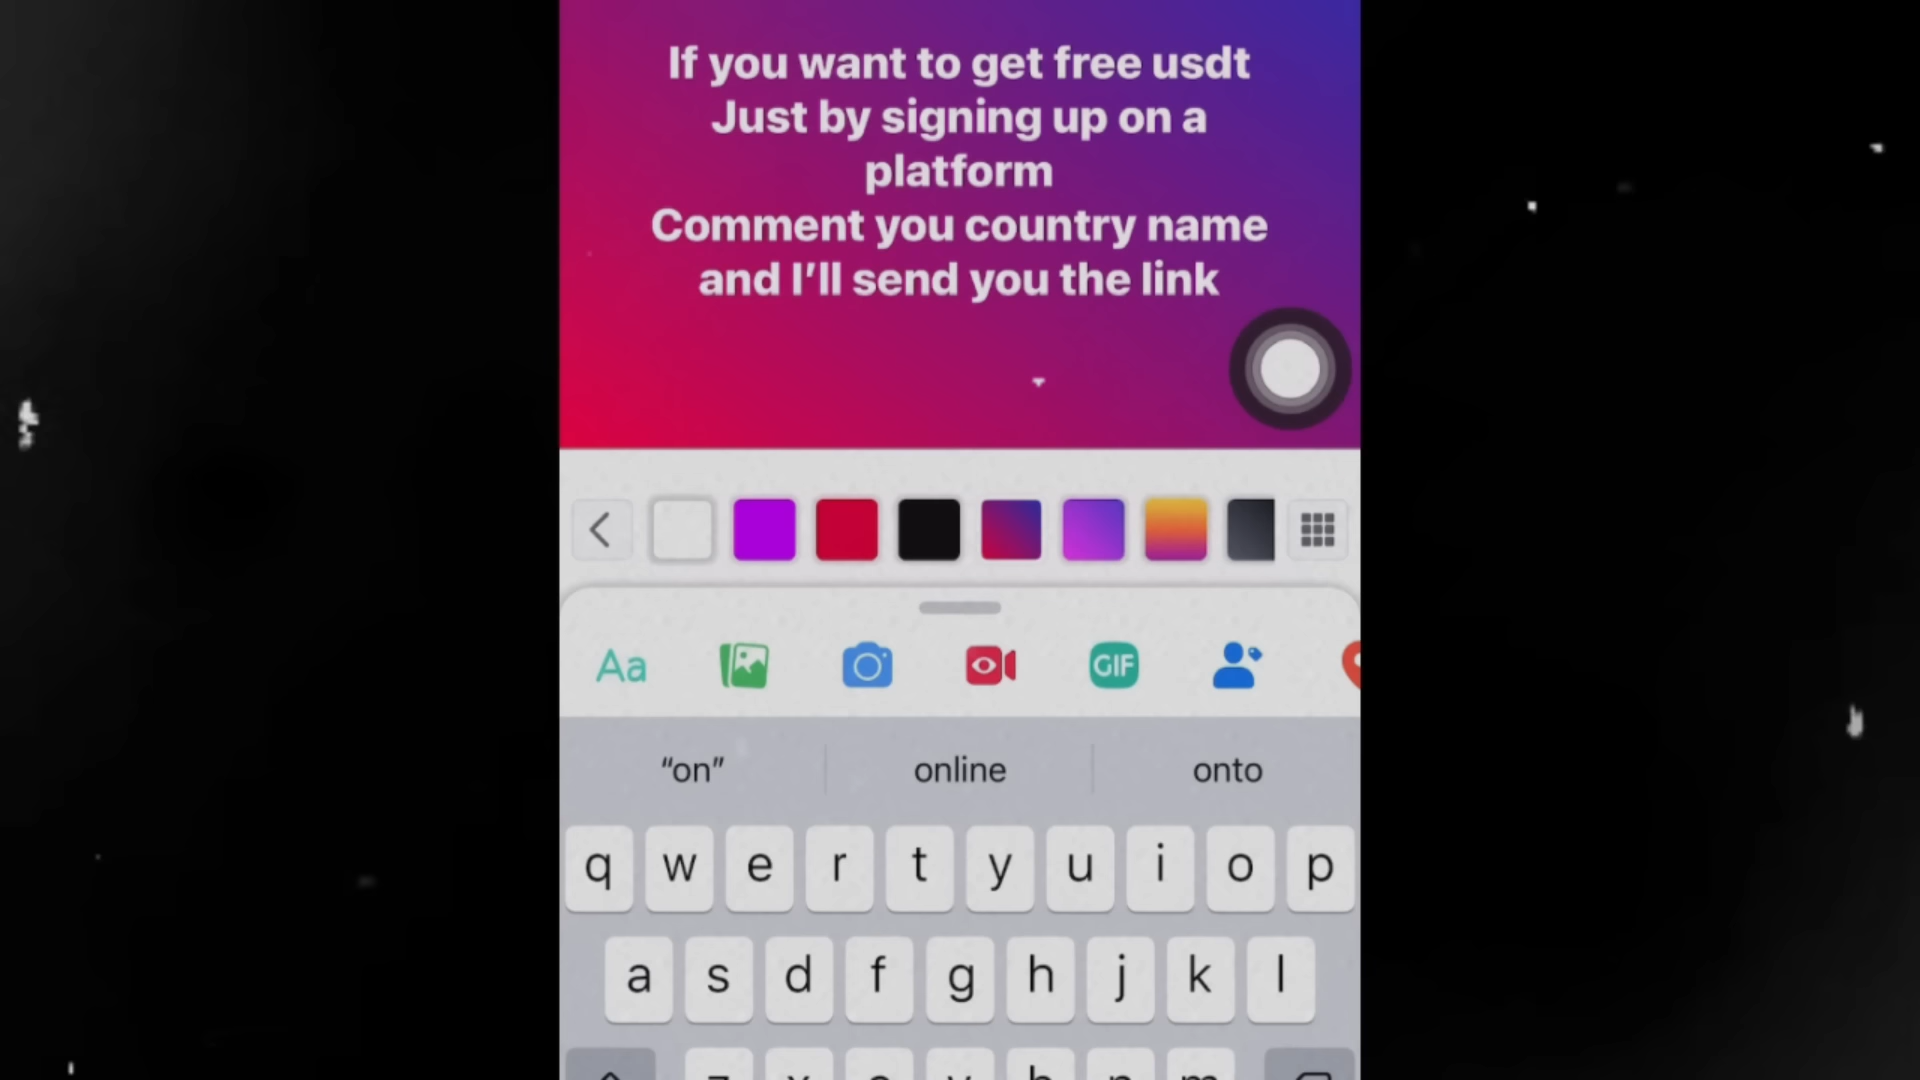 If you want to get free usdt
Just by signing up on a
platform
Comment you country name
and I’ll send you the link
Aa
GIF
“on” online onto
q w e r t y u i o p
a s d f g h j k l
z x c v b n m